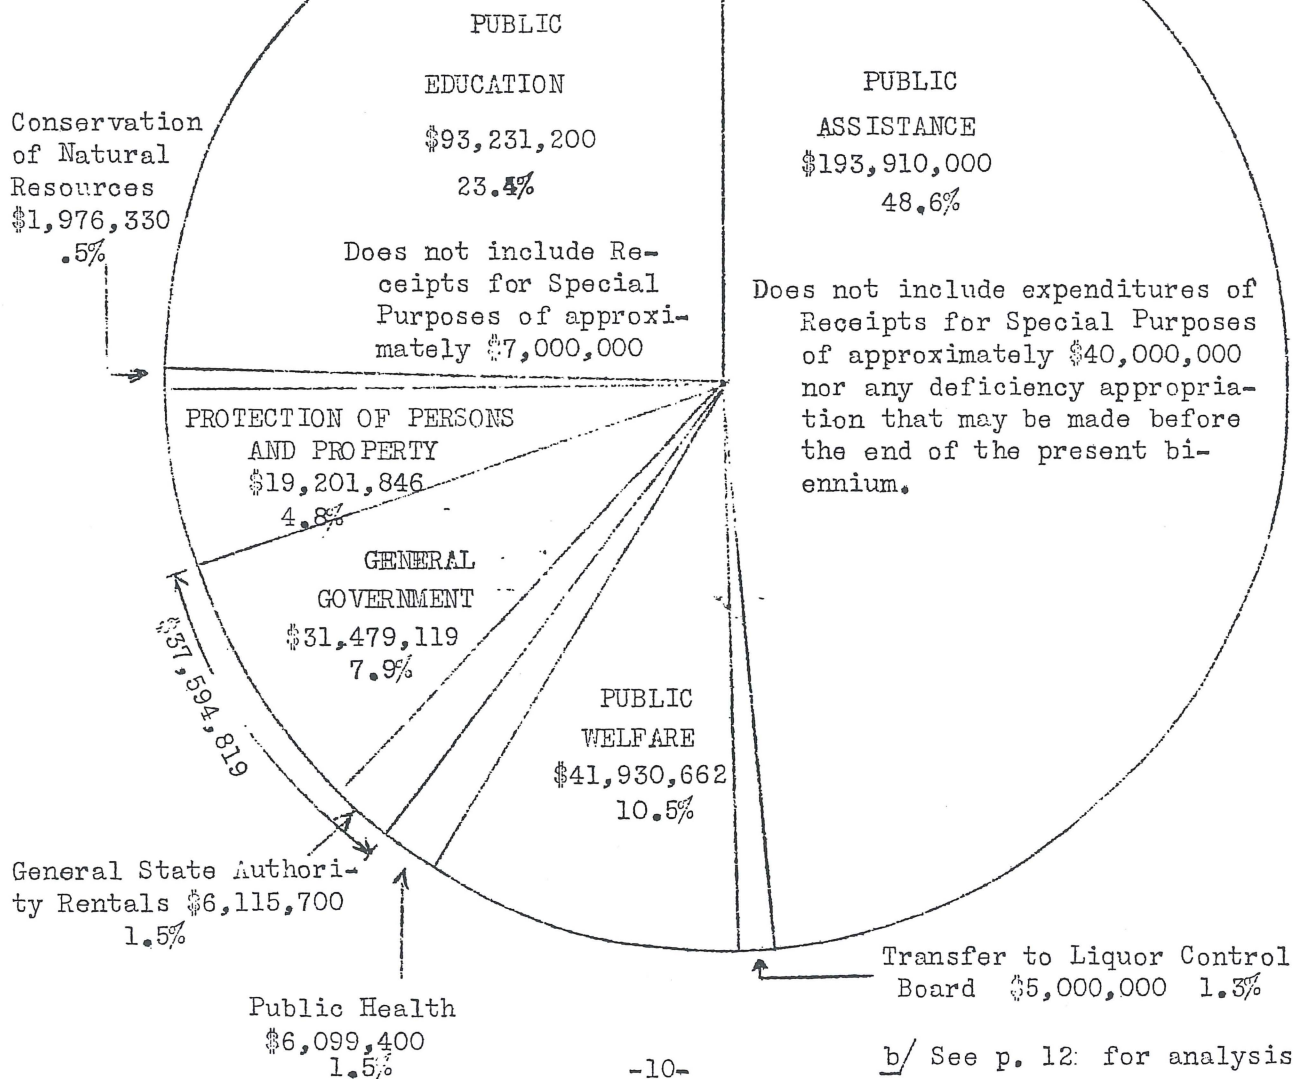 PUBLIC
EDUCATION
$93,231,200
23.4%
Does not include Re-
ceipts for Special
Purposes of approxi-
mately $7,000,000
PUBLIC
ASSISTANCE
$193,910,000
48.6%
Does not include expenditures of
Receipts for Special Purposes
of approximately $40,000,000
nor any deficiency appropria-
tion that may be made before
the end of the present bi-
ennium.
Conservation
of Natural
Resources
$1,976,330
.5%
PROTECTION OF PERSONS
AND PROPERTY
$19,201,846
4.8%
GENERAL
GOVERNMENT
$31,479,119
7.9%
$37,594,819
PUBLIC
WELFARE
$41,930,662
10.5%
General State Authori-
ty Rentals $6,115,700
1.5%
Public Health
$6,099,400
1.5%
Transfer to Liquor Control
Board $5,000,000 1.3%
-10-
b/ See p. 12: for analysis